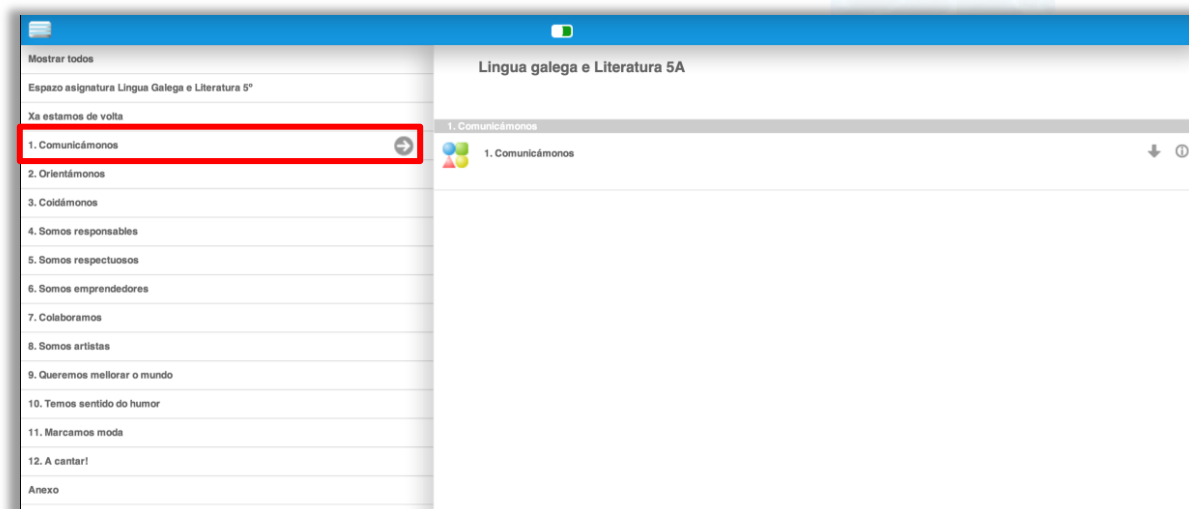 Mostrar todos
Espazo asignatura Lingua Galega e Literatura 5º
Xa estamos de volta
1. Comunicámonos
2. Orientámonos
3. Coidámonos
4. Somos responsables
5. Somos respectuosos
6. Somos emprendedores
7. Colaboramos
8. Somos artistas
9. Queremos mellorar o mundo
10. Temos sentido do humor
11. Marcamos moda
12. A cantar!
Anexo
Lingua galega e Literatura 5A
1. Comunicámonos
1. Comunicámonos